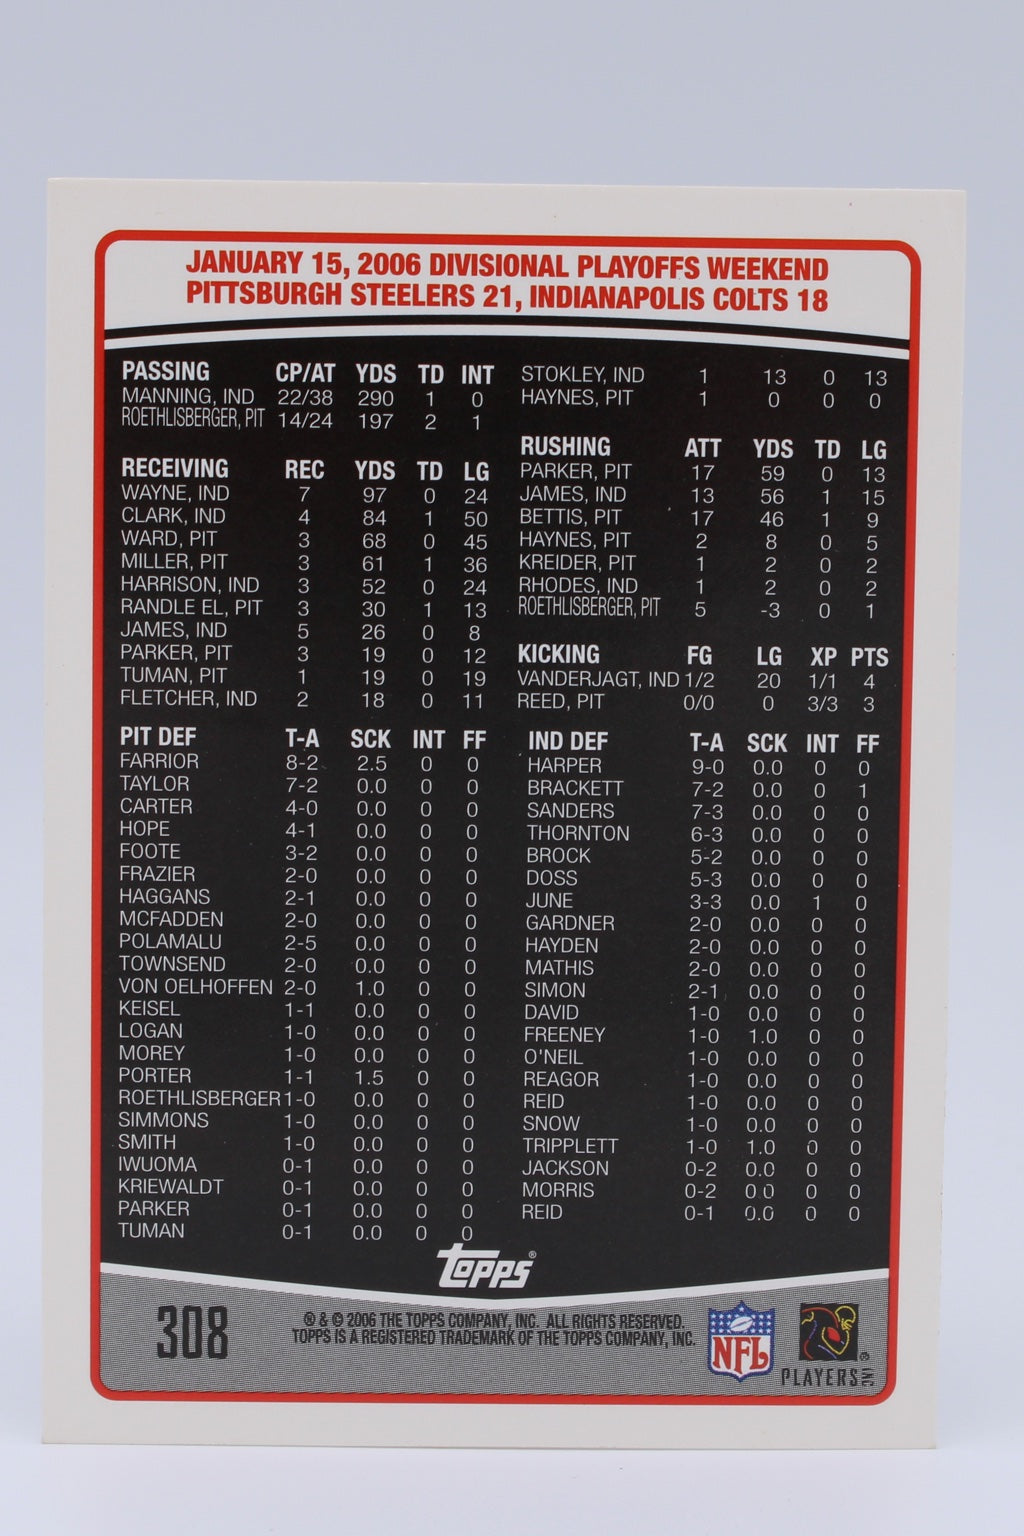 JANUARY 15, 2006 DIVISIONAL PLAYOFFS WEEKEND
PITTSBURGH STEELERS 21, INDIANAPOLIS COLTS 18
PASSING CP/AT YDS TD INT
MANNING, IND 22/38 290 1 0
ROETHLISBERGER, PIT 14/24 197 2 1
RECEIVING REC YDS TD LG
WAYNE, IND 7 97 0 24
CLARK, IND 4 84 1 50
WARD, PIT 3 68 0 45
MILLER, PIT 3 61 1 36
HARRISON, IND 3 52 0 24
RANDLE EL, PIT 3 30 1 13
JAMES, IND 5 26 0 8
PARKER, PIT 3 19 0 12
TUMAN, PIT 1 19 0 19
FLETCHER, IND 2 18 0 11
STOKLEY, IND 1 13 0 13
HAYNES, PIT 1 0 0 0
RUSHING ATT YDS TD LG
PARKER, PIT 17 59 0 13
JAMES, IND 13 56 1 15
BETTIS, PIT 17 46 1 9
HAYNES, PIT 2 8 0 5
KREIDER, PIT 1 2 0 2
RHODES, IND 1 2 0 2
ROETHLISBERGER, PIT 5 -3 0 1
KICKING FG LG XP PTS
VANDERJAGT, IND 1/2 20 1/1 4
REED, PIT 0/0 0 3/3 3
PIT DEF T-A SCK INT FF
FARRIOR 8-2 2.5 0 0
TAYLOR 7-2 0.0 0 0
CARTER 4-0 0.0 0 0
HOPE 4-1 0.0 0 0
FOOTE 3-2 0.0 0 0
FRAZIER 2-0 0.0 0 0
HAGGANS 2-1 0.0 0 0
MCFADDEN 2-0 0.0 0 0
POLAMALU 2-5 0.0 0 0
TOWNSEND 2-0 0.0 0 0
VON OELHOFFEN 2-0 1.0 0 0
KEISEL 1-1 0.0 0 0
LOGAN 1-0 0.0 0 0
MOREY 1-0 0.0 0 0
PORTER 1-1 1.5 0 0
ROETHLISBERGER 1-0 0.0 0 0
SIMMONS 1-0 0.0 0 0
SMITH 1-0 0.0 0 0
IWUOMA 0-1 0.0 0 0
KRIEWALDT 0-1 0.0 0 0
PARKER 0-1 0.0 0 0
TUMAN 0-1 0.0 0 0
IND DEF T-A SCK INT FF
HARPER 9-0 0.0 0 0
BRACKETT 7-2 0.0 0 1
SANDERS 7-3 0.0 0 0
THORNTON 6-3 0.0 0 0
BROCK 5-2 0.0 0 0
DOSS 5-3 0.0 0 0
JUNE 3-3 0.0 1 0
GARDNER 2-0 0.0 0 0
HAYDEN 2-0 0.0 0 0
MATHIS 2-0 0.0 0 0
SIMON 2-1 0.0 0 0
DAVID 1-0 0.0 0 0
FREENEY 1-0 1.0 0 0
O'NEIL 1-0 0.0 0 0
REAGOR 1-0 0.0 0 0
REID 1-0 0.0 0 0
SNOW 1-0 0.0 0 0
TRIPPLETT 1-0 1.0 0 0
JACKSON 0-2 0.0 0 0
MORRIS 0-2 0.0 0 0
REID 0-1 0.0 0 0
topps®
308
® & © 2006 THE TOPPS COMPANY, INC. ALL RIGHTS RESERVED.
TOPPS IS A REGISTERED TRADEMARK OF THE TOPPS COMPANY, INC.
NFL
PLAYERS INC®